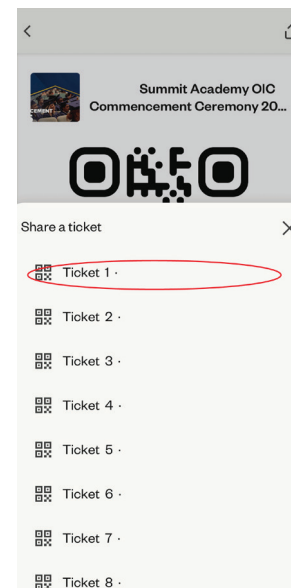 Summit Academy OIC
Commencement Ceremony 20...
Share a ticket
Ticket 1 ·
Ticket 2 ·
Ticket 3 ·
Ticket 4 ·
Ticket 5 ·
Ticket 6 ·
Ticket 7 ·
Ticket 8 ·